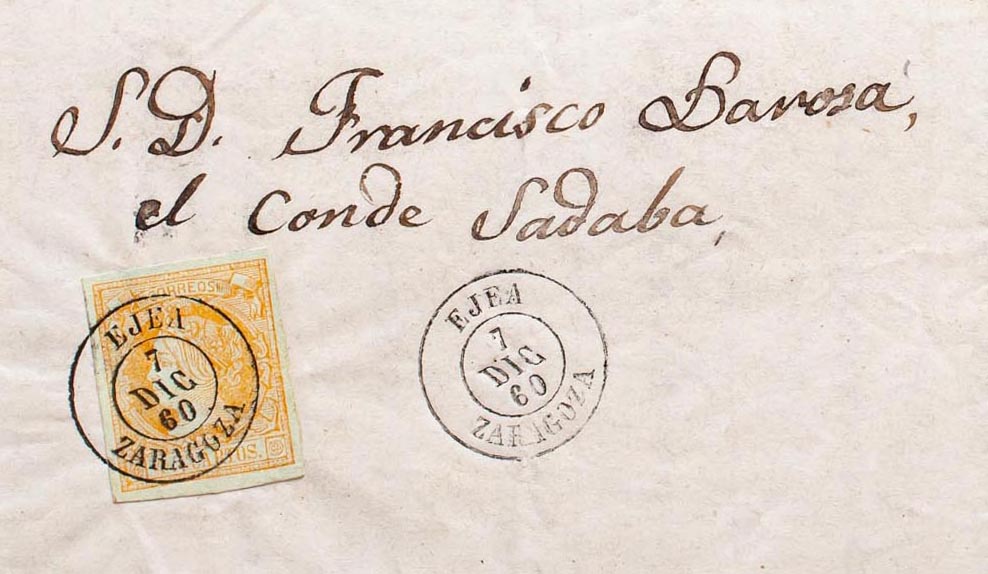 S. D. Francisco Barosa,
el Conde Sadaba,
CORREOS
EJEA
7
DIC
60
ZARAGOZA
EJEA
7
DIC
60
ZARAGOZA